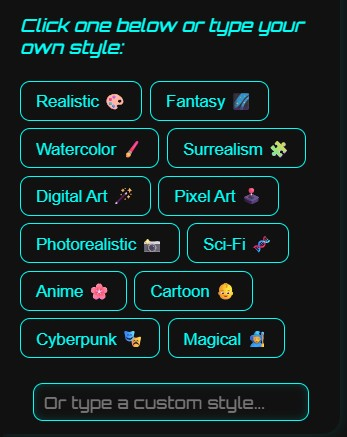 Click one below or type your
own style:
Realistic 🎨 Fantasy 🌌
Watercolor 🖌️ Surrealism 🧩
Digital Art 🪄 Pixel Art 🕹️
Photorealistic 📷 Sci-Fi 🧬
Anime 🌸 Cartoon 👶
Cyberpunk 🎭 Magical 🧙
Or type a custom style...